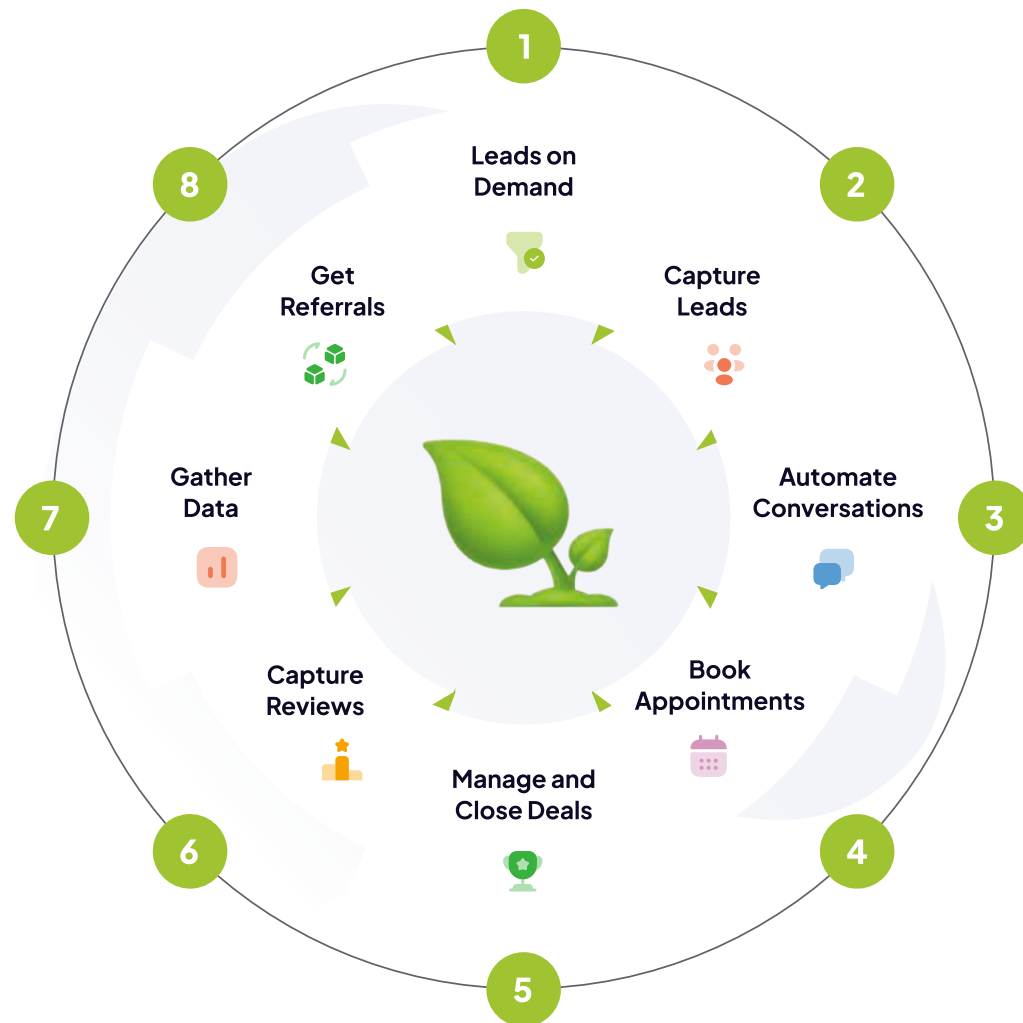 1
Leads on
Demand
2
Capture
Leads
3
Automate
Conversations
4
Book
Appointments
5
Manage and
Close Deals
6
Capture
Reviews
7
Gather
Data
8
Get
Referrals